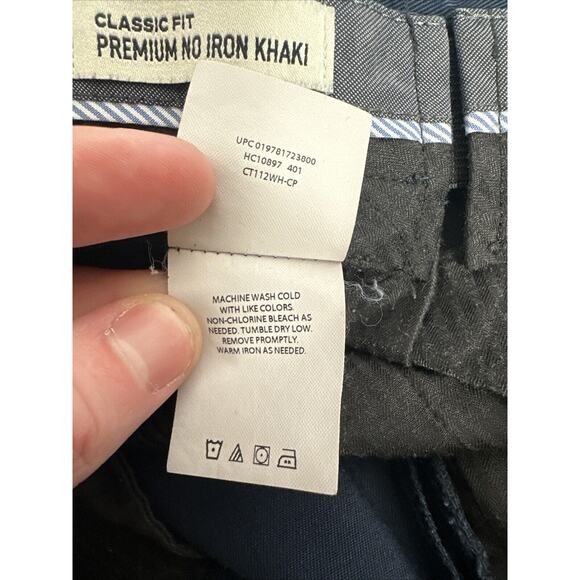 CLASSIC FIT
PREMIUM NO IRON KHAKI
UPC 019781723800
HC10897 401
CT112WH-CP
MACHINE WASH COLD
WITH LIKE COLORS.
NON-CHLORINE BLEACH AS
NEEDED. TUMBLE DRY LOW.
REMOVE PROMPTLY.
WARM IRON AS NEEDED.